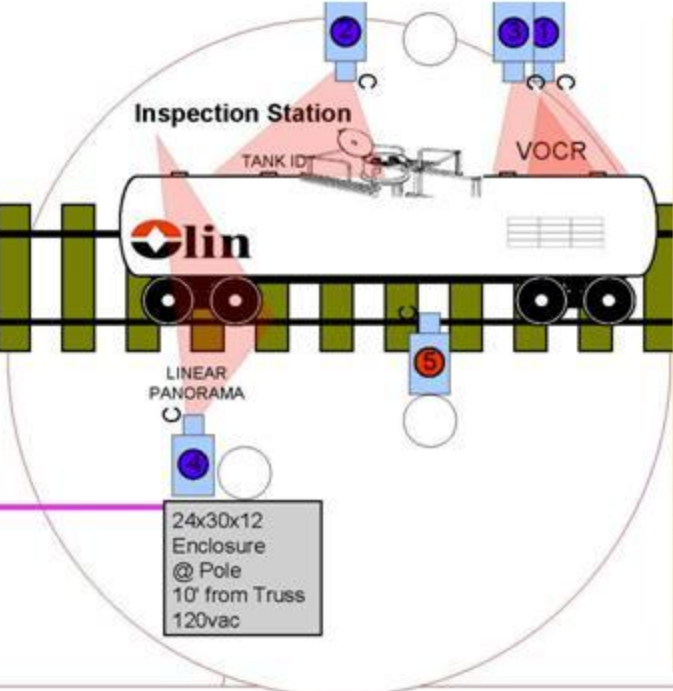 2
3
1
Inspection Station
TANK ID
VOCR
Olin
5
LINEAR
PANORAMA
4
24x30x12
Enclosure
@ Pole
10' from Truss
120vac